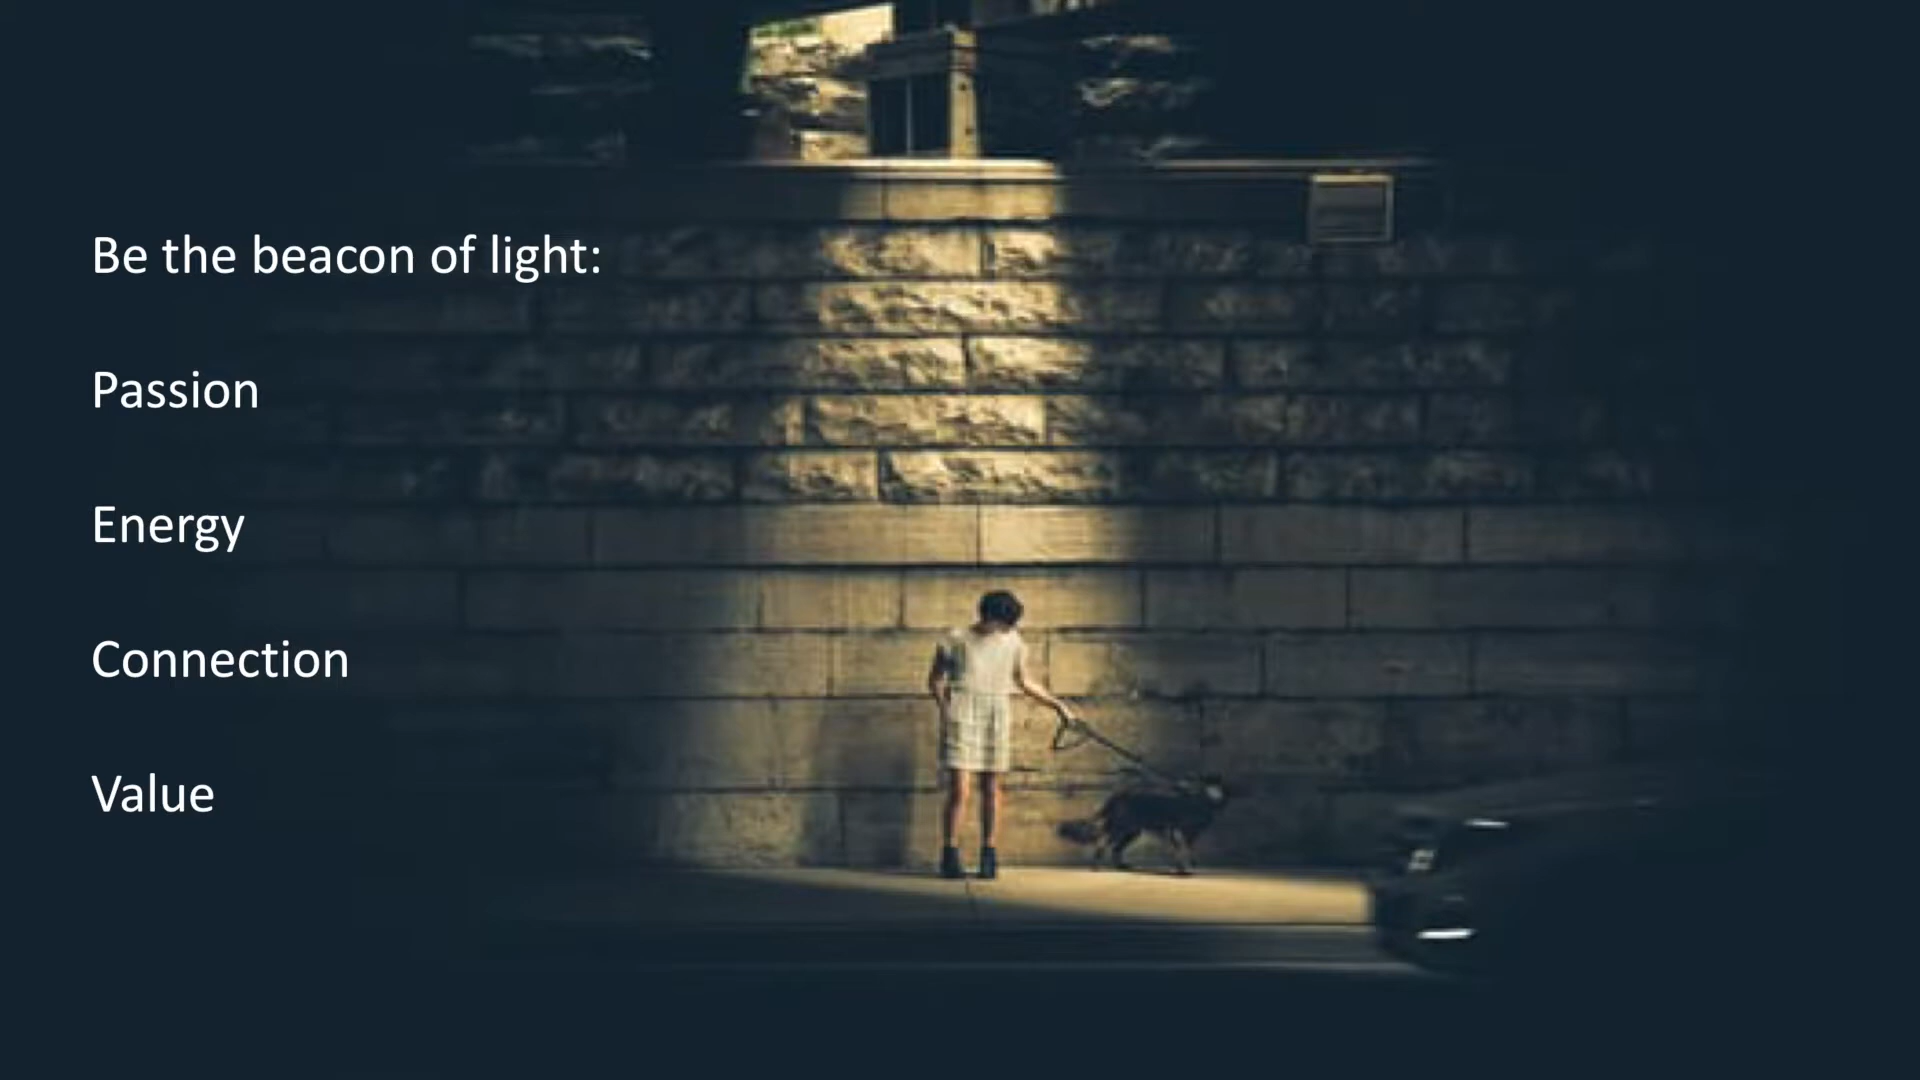 Be the beacon of light:
Passion
Energy
Connection
Value